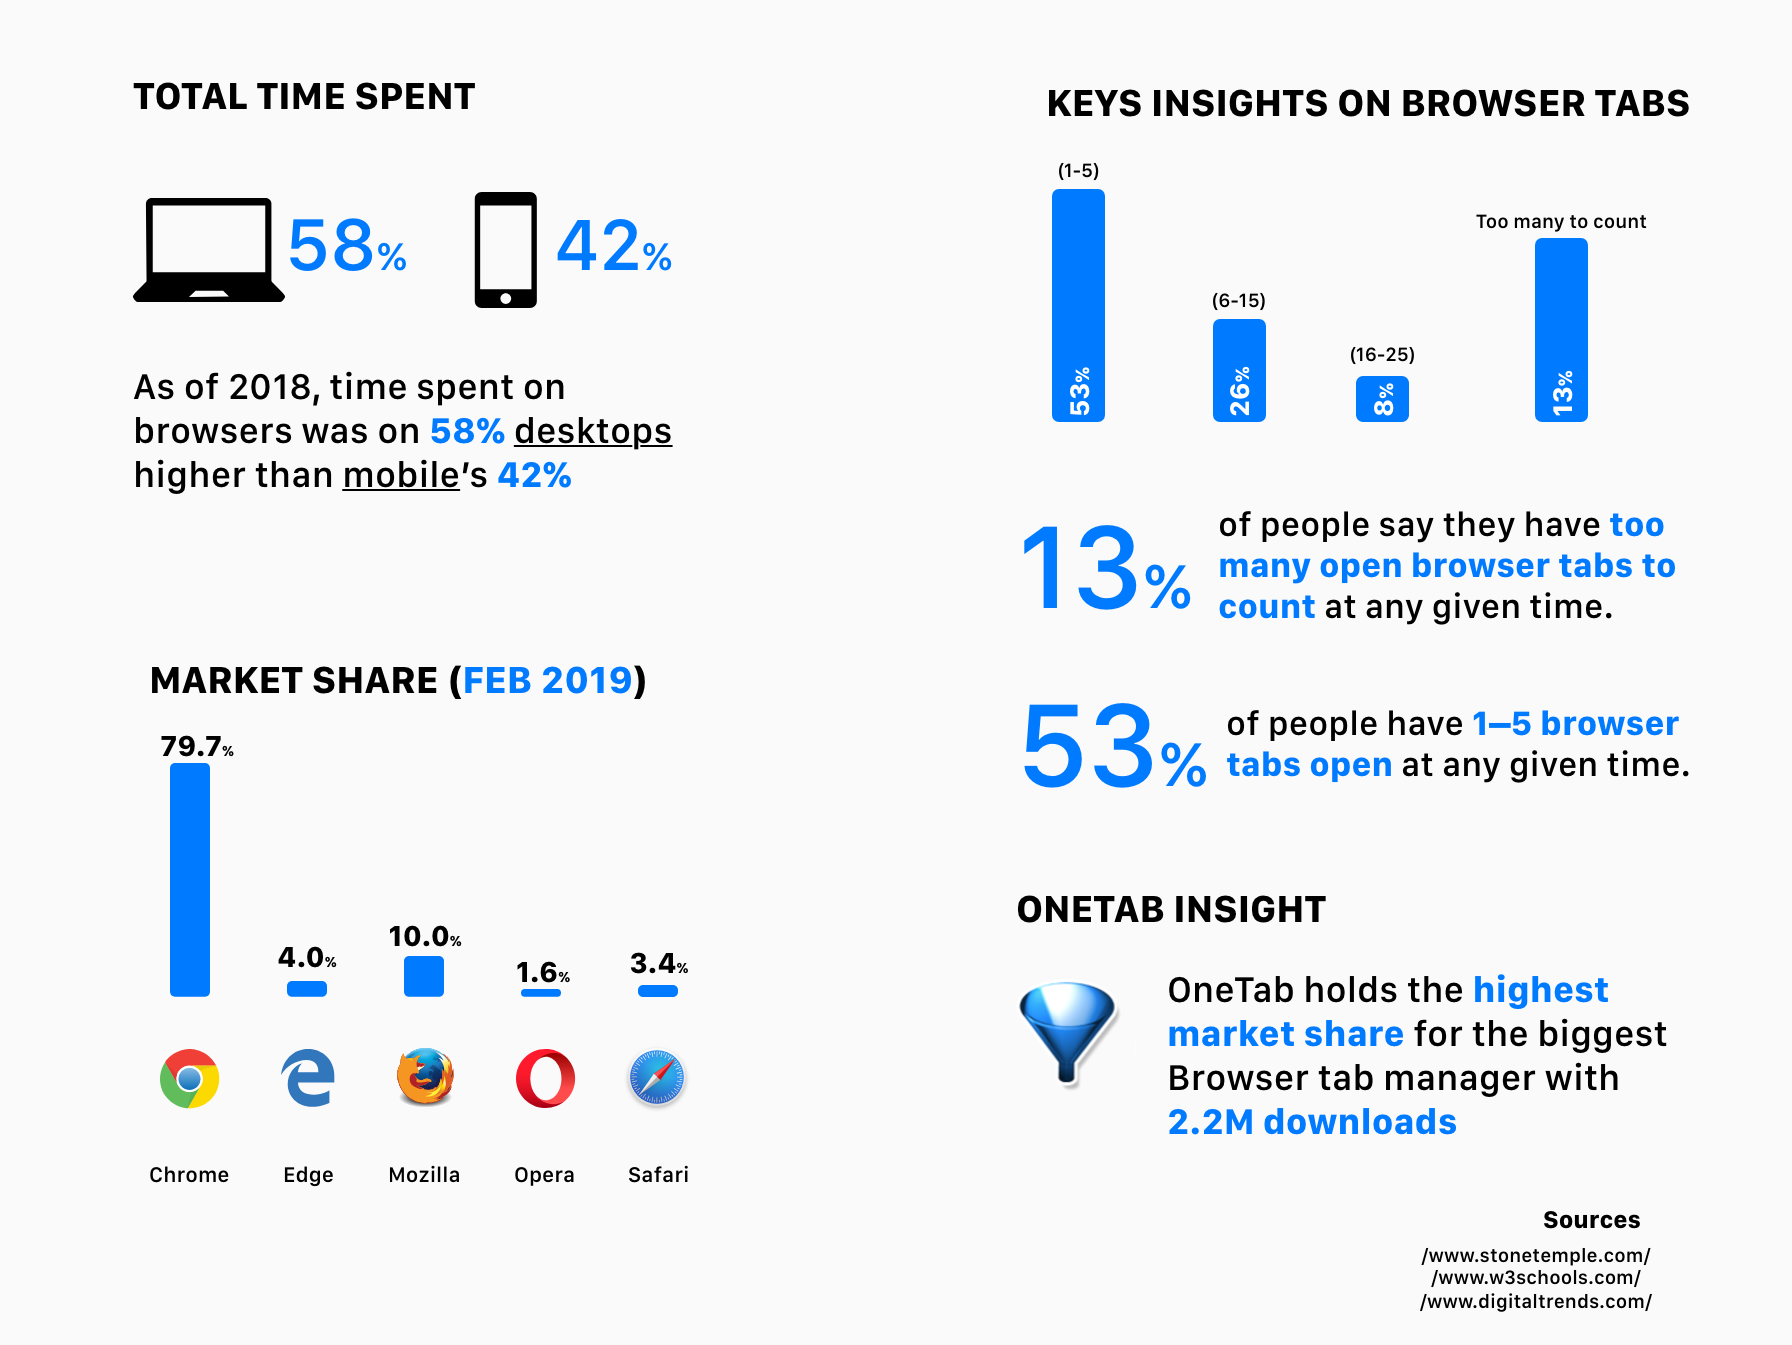 TOTAL TIME SPENT
58%
42%
As of 2018, time spent on
browsers was on 58% desktops
higher than mobile's 42%
MARKET SHARE (FEB 2019)
79.7%
4.0%
10.0%
1.6%
3.4%
Chrome
Edge
Mozilla
Opera
Safari
KEYS INSIGHTS ON BROWSER TABS
(1-5)
53%
(6-15)
26%
(16-25)
8%
Too many to count
13%
13%
of people say they have too
many open browser tabs to
count at any given time.
53%
of people have 1–5 browser
tabs open at any given time.
ONETAB INSIGHT
OneTab holds the highest
market share for the biggest
Browser tab manager with
2.2M downloads
Sources
/www.stonetemple.com/
/www.w3schools.com/
/www.digitaltrends.com/